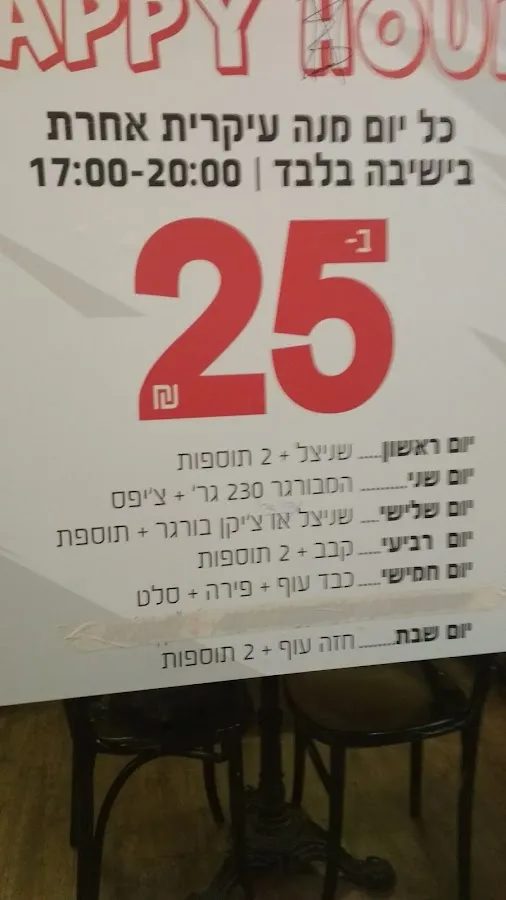 HAPPY HOUR
כל יום מנה עיקרית אחרת
בישיבה בלבד | 17:00-20:00
ב-
25 ₪
יום ראשון.....שניצל + 2 תוספות
יום שני..........המבורגר 230 גר' + צ'יפס
יום שלישי....שניצל או צ'יקן בורגר + תוספת
יום רביעי.....קבב + 2 תוספות
יום חמישי.....כבד עוף + פירה + סלט
יום שבת........חזה עוף + 2 תוספות